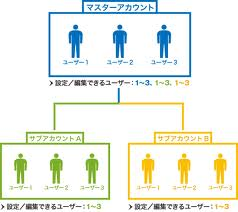 マスターアカウント
ユーザー1 ユーザー2 ユーザー3
> 設定/編集できるユーザー：1〜3、1〜3、1〜3
サブアカウントA サブアカウントB
ユーザー1 ユーザー2 ユーザー3 ユーザー1 ユーザー2 ユーザー3
> 設定/編集できるユーザー：1〜3 > 設定/編集できるユーザー：1〜3